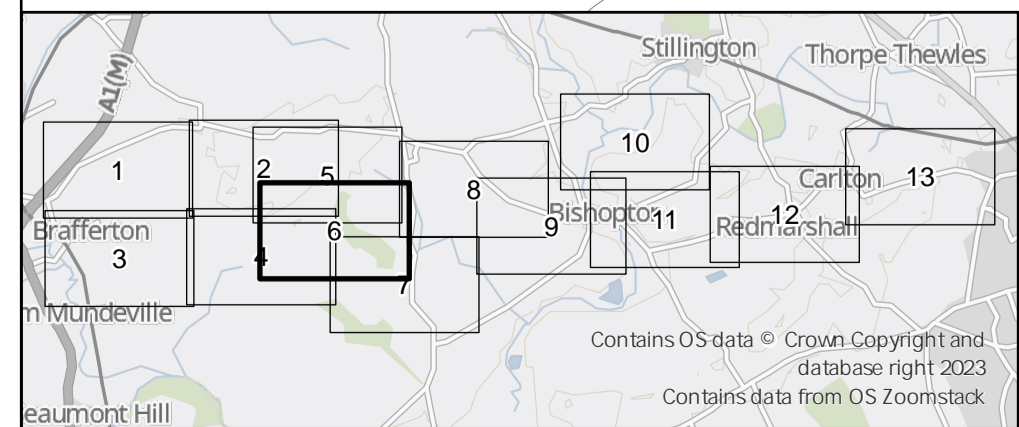 Stillington
Thorpe Thewles
A1(M)
10
1
2
5
Carlton
13
8
Bishopton
11
12
Redmarshall
9
Brafferton
6
3
4
7
m Mundeville
Contains OS data © Crown Copyright and
database right 2023
Contains data from OS Zoomstack
eaumont Hill